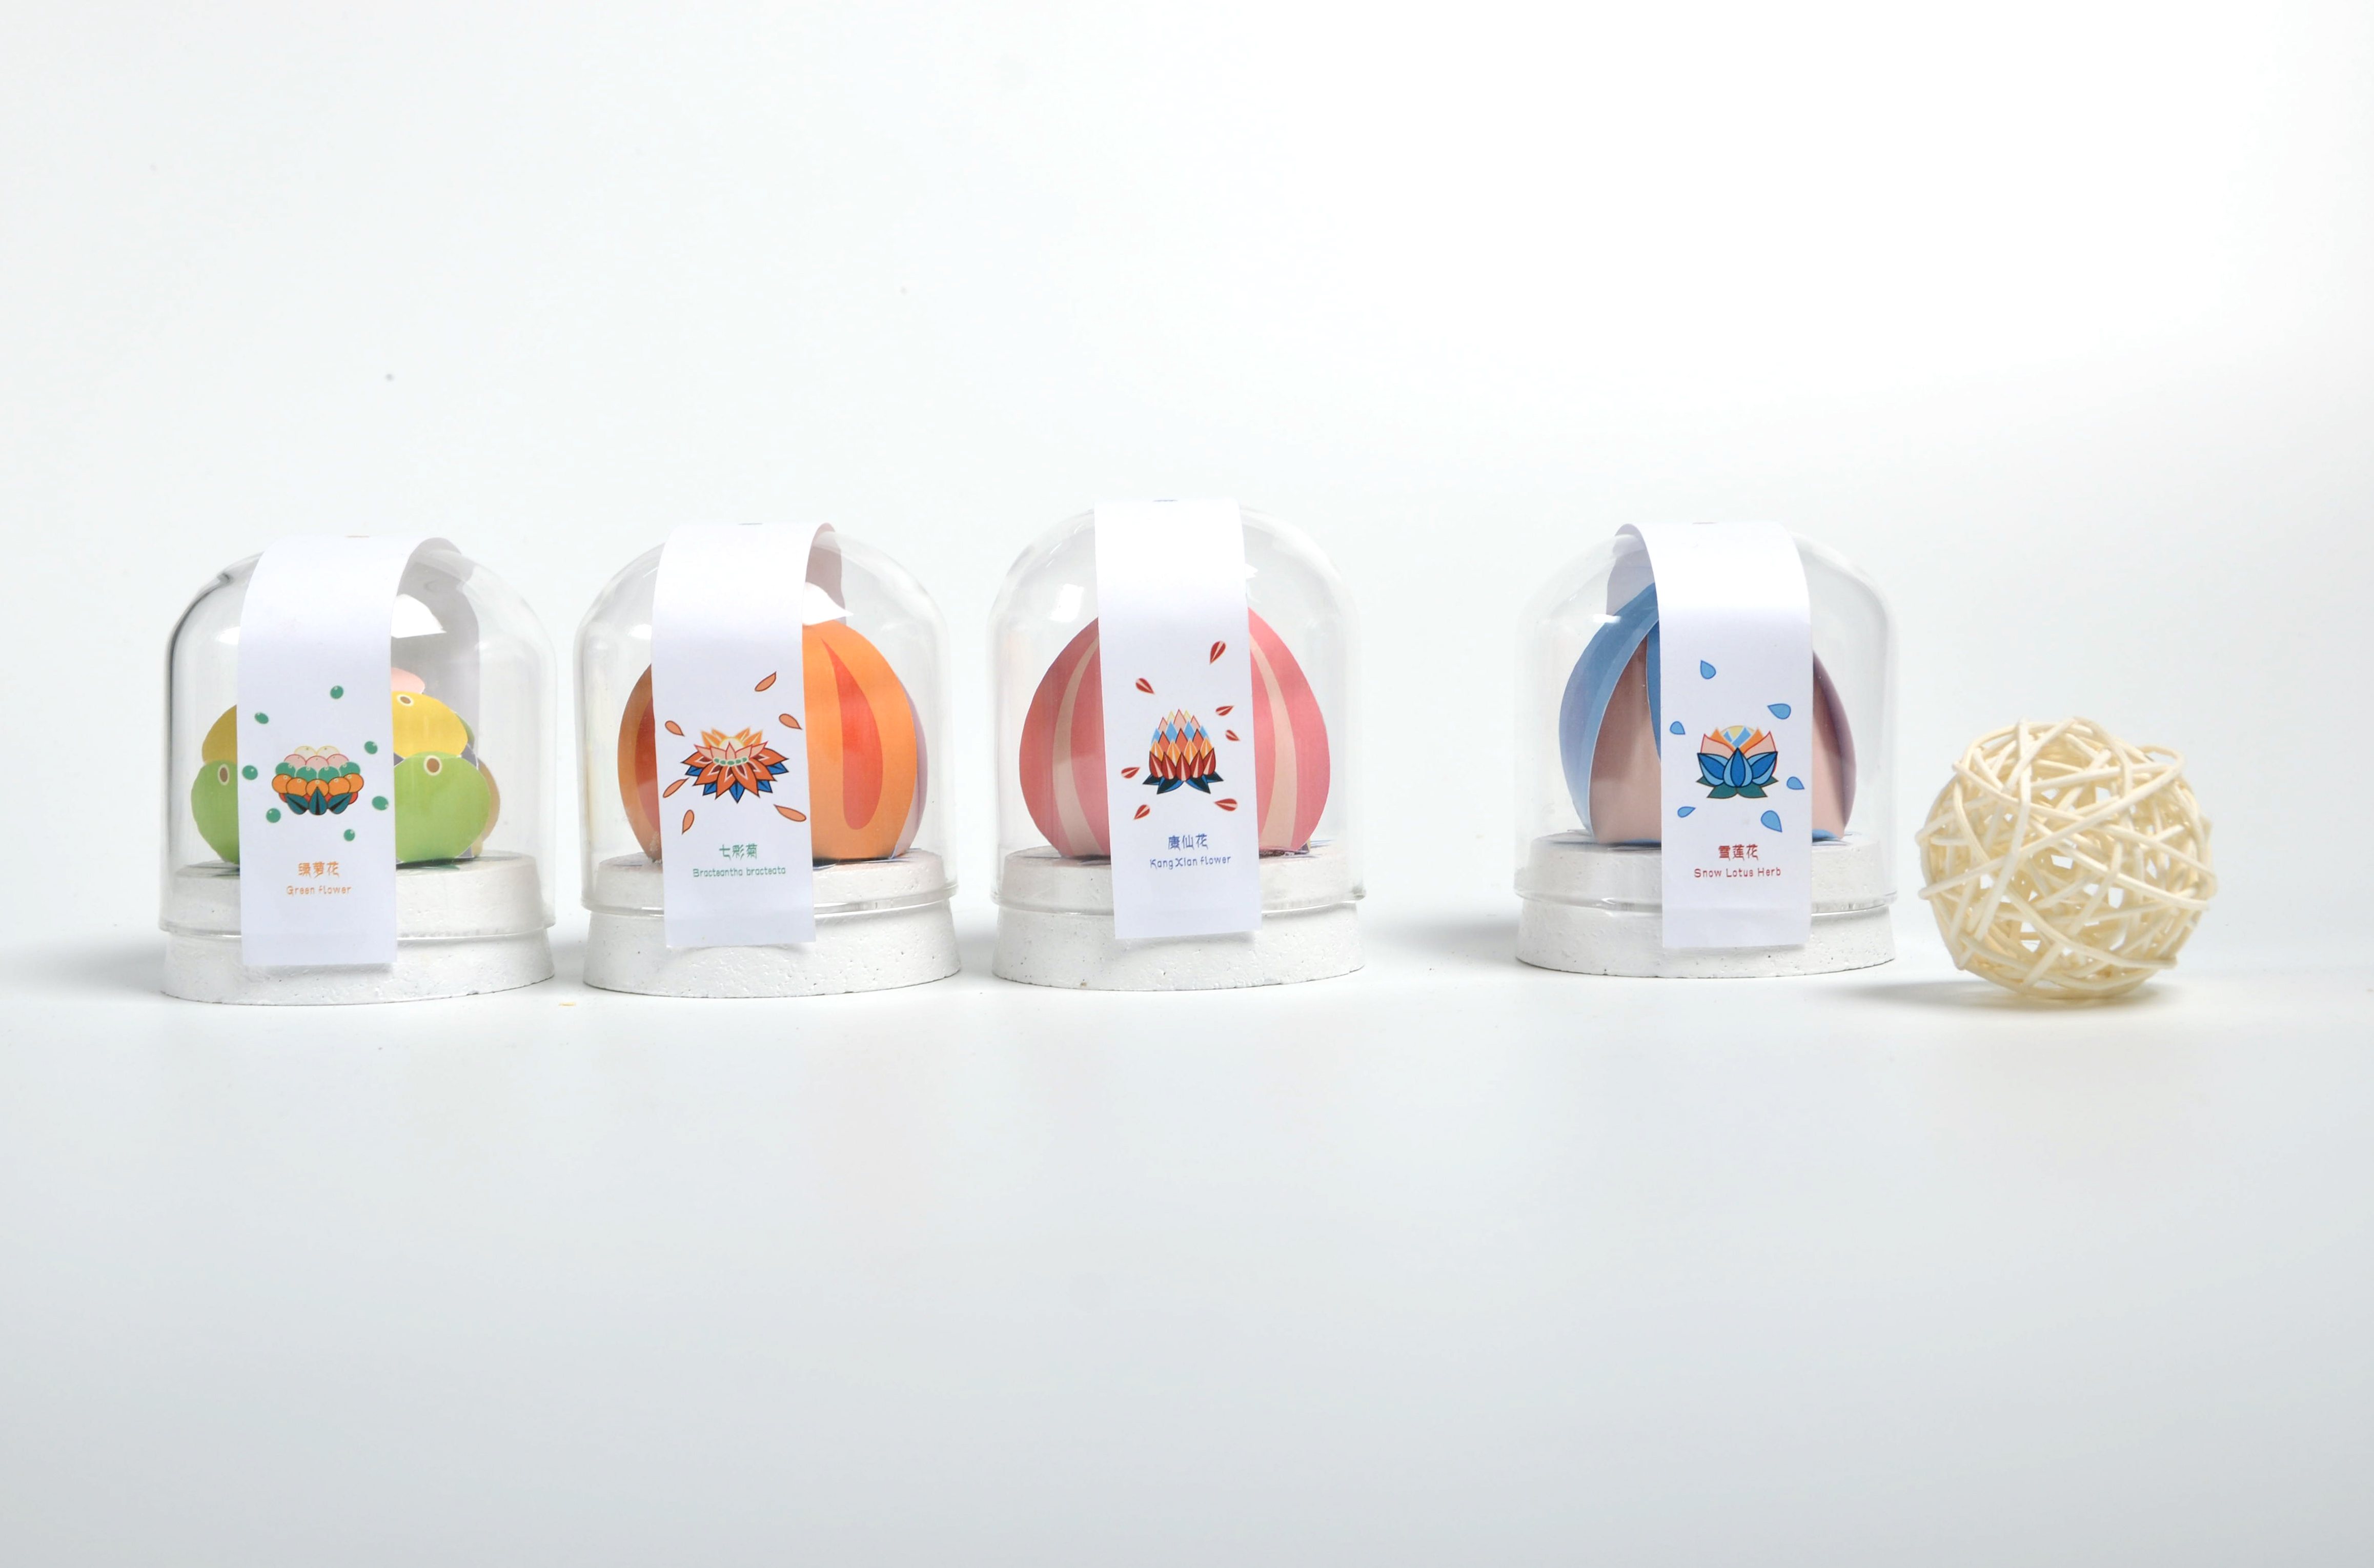 绿萝花
Green flower
七彩菊
Bracteantha bracteata
康仙花
Kang Xian flower
雪莲花
Snow Lotus Herb